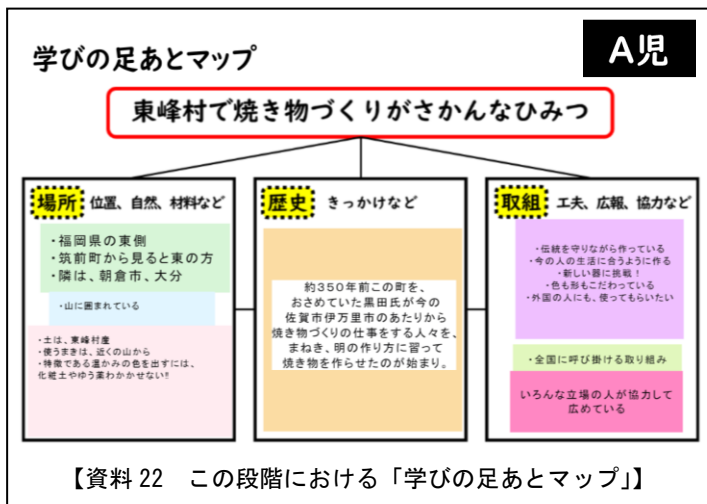 学びの足あとマップ
A児
東峰村で焼き物づくりがさかんなひみつ
場所 位置、自然、材料など
・福岡県の東側
・筑前町から見ると東の方
・隣は、朝倉市、大分
・山に囲まれている
・土は、東峰村産
・使うまきは、近くの山から
・特徴である温かみの色を出すには、
化粧土やゆう薬わかかせない!!
歴史 きっかけなど
約350年前この町を、
おさめていた黒田氏が今の
佐賀市伊万里市のあたりから
焼き物づくりの仕事をする人々を、
まねき、明の作り方に習って
焼き物を作らせたのが始まり。
取組 工夫、広報、協力など
・伝統を守りながら作っている
・今の人の生活に合うように作る
・新しい器に挑戦!
・色も形もこだわっている
・外国の人にも、使ってもらいたい
・全国に呼び掛ける取り組み
いろんな立場の人が協力して
広めている
【資料 22 この段階における「学びの足あとマップ」】